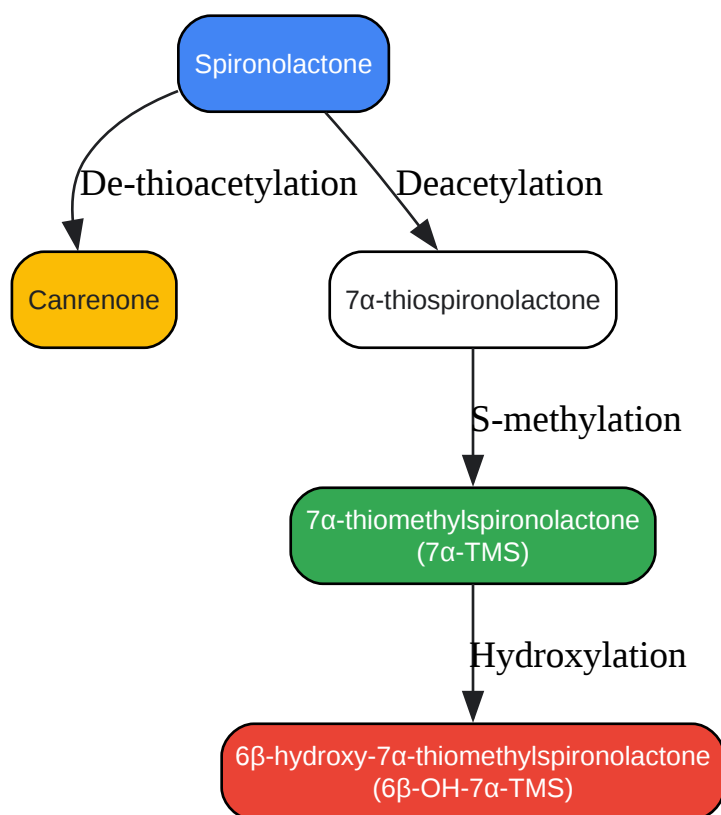 Spironolactone
De-thioacetylation
Deacetylation
Canrenone
7α-thiospironolactone
S-methylation
7α-thiomethylspironolactone
(7α-TMS)
Hydroxylation
6β-hydroxy-7α-thiomethylspironolactone
(6β-OH-7α-TMS)